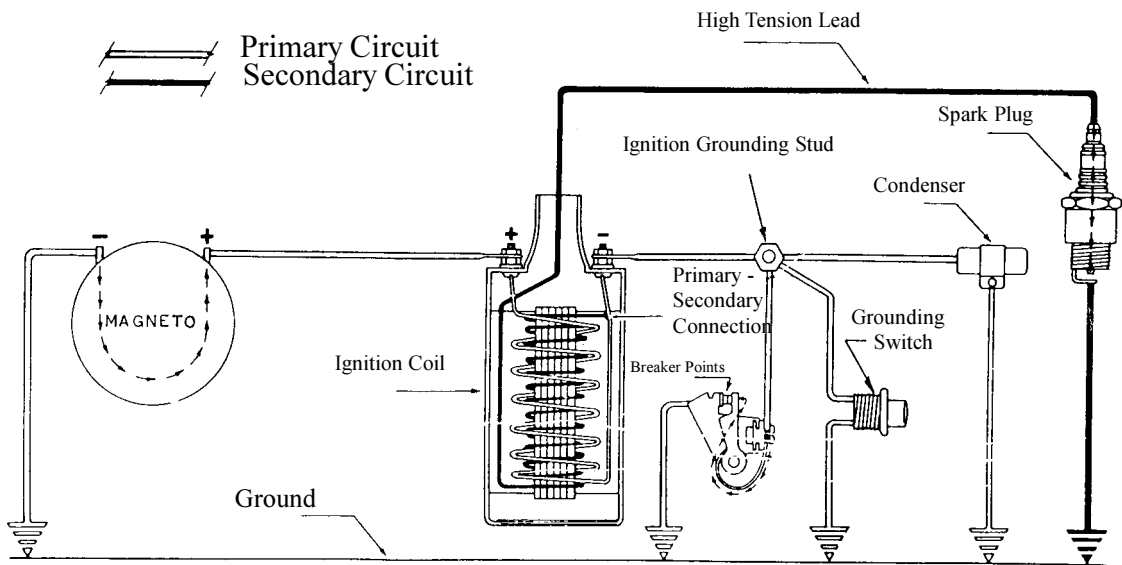 High Tension Lead
Primary Circuit
Secondary Circuit
Spark Plug
Ignition Grounding Stud
Condenser
- +
+ -
Primary -
Secondary
Connection
MAGNETO
Grounding
Switch
Ignition Coil
Breaker Points
Ground